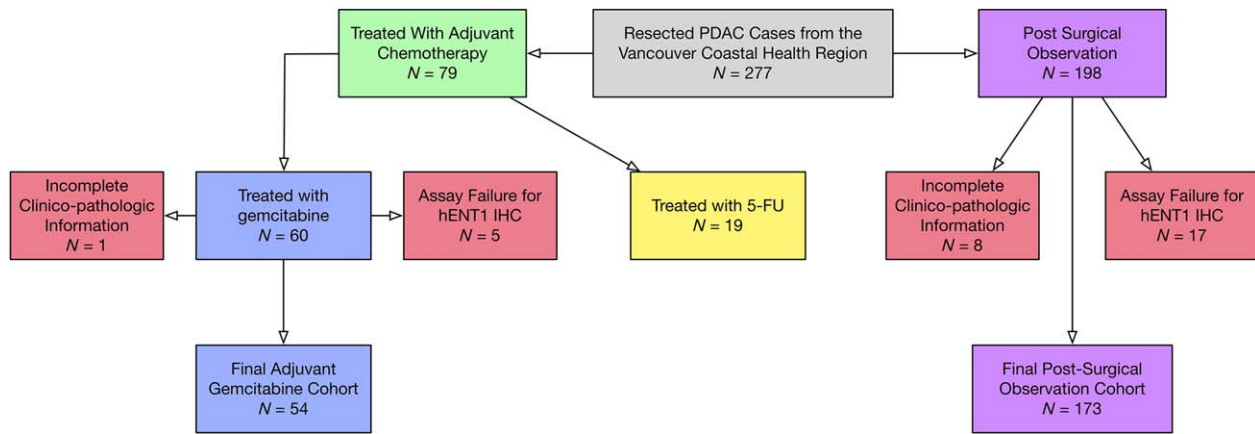 Treated With Adjuvant
Chemotherapy
N = 79
Resected PDAC Cases from the
Vancouver Coastal Health Region
N = 277
Post Surgical
Observation
N = 198
Incomplete
Clinico-pathologic
Information
N = 1
Treated with
gemcitabine
N = 60
Assay Failure for
hENT1 IHC
N = 5
Treated with 5-FU
N = 19
Incomplete
Clinico-pathologic
Information
N = 8
Assay Failure for
hENT1 IHC
N = 17
Final Adjuvant
Gemcitabine Cohort
N = 54
Final Post-Surgical
Observation Cohort
N = 173